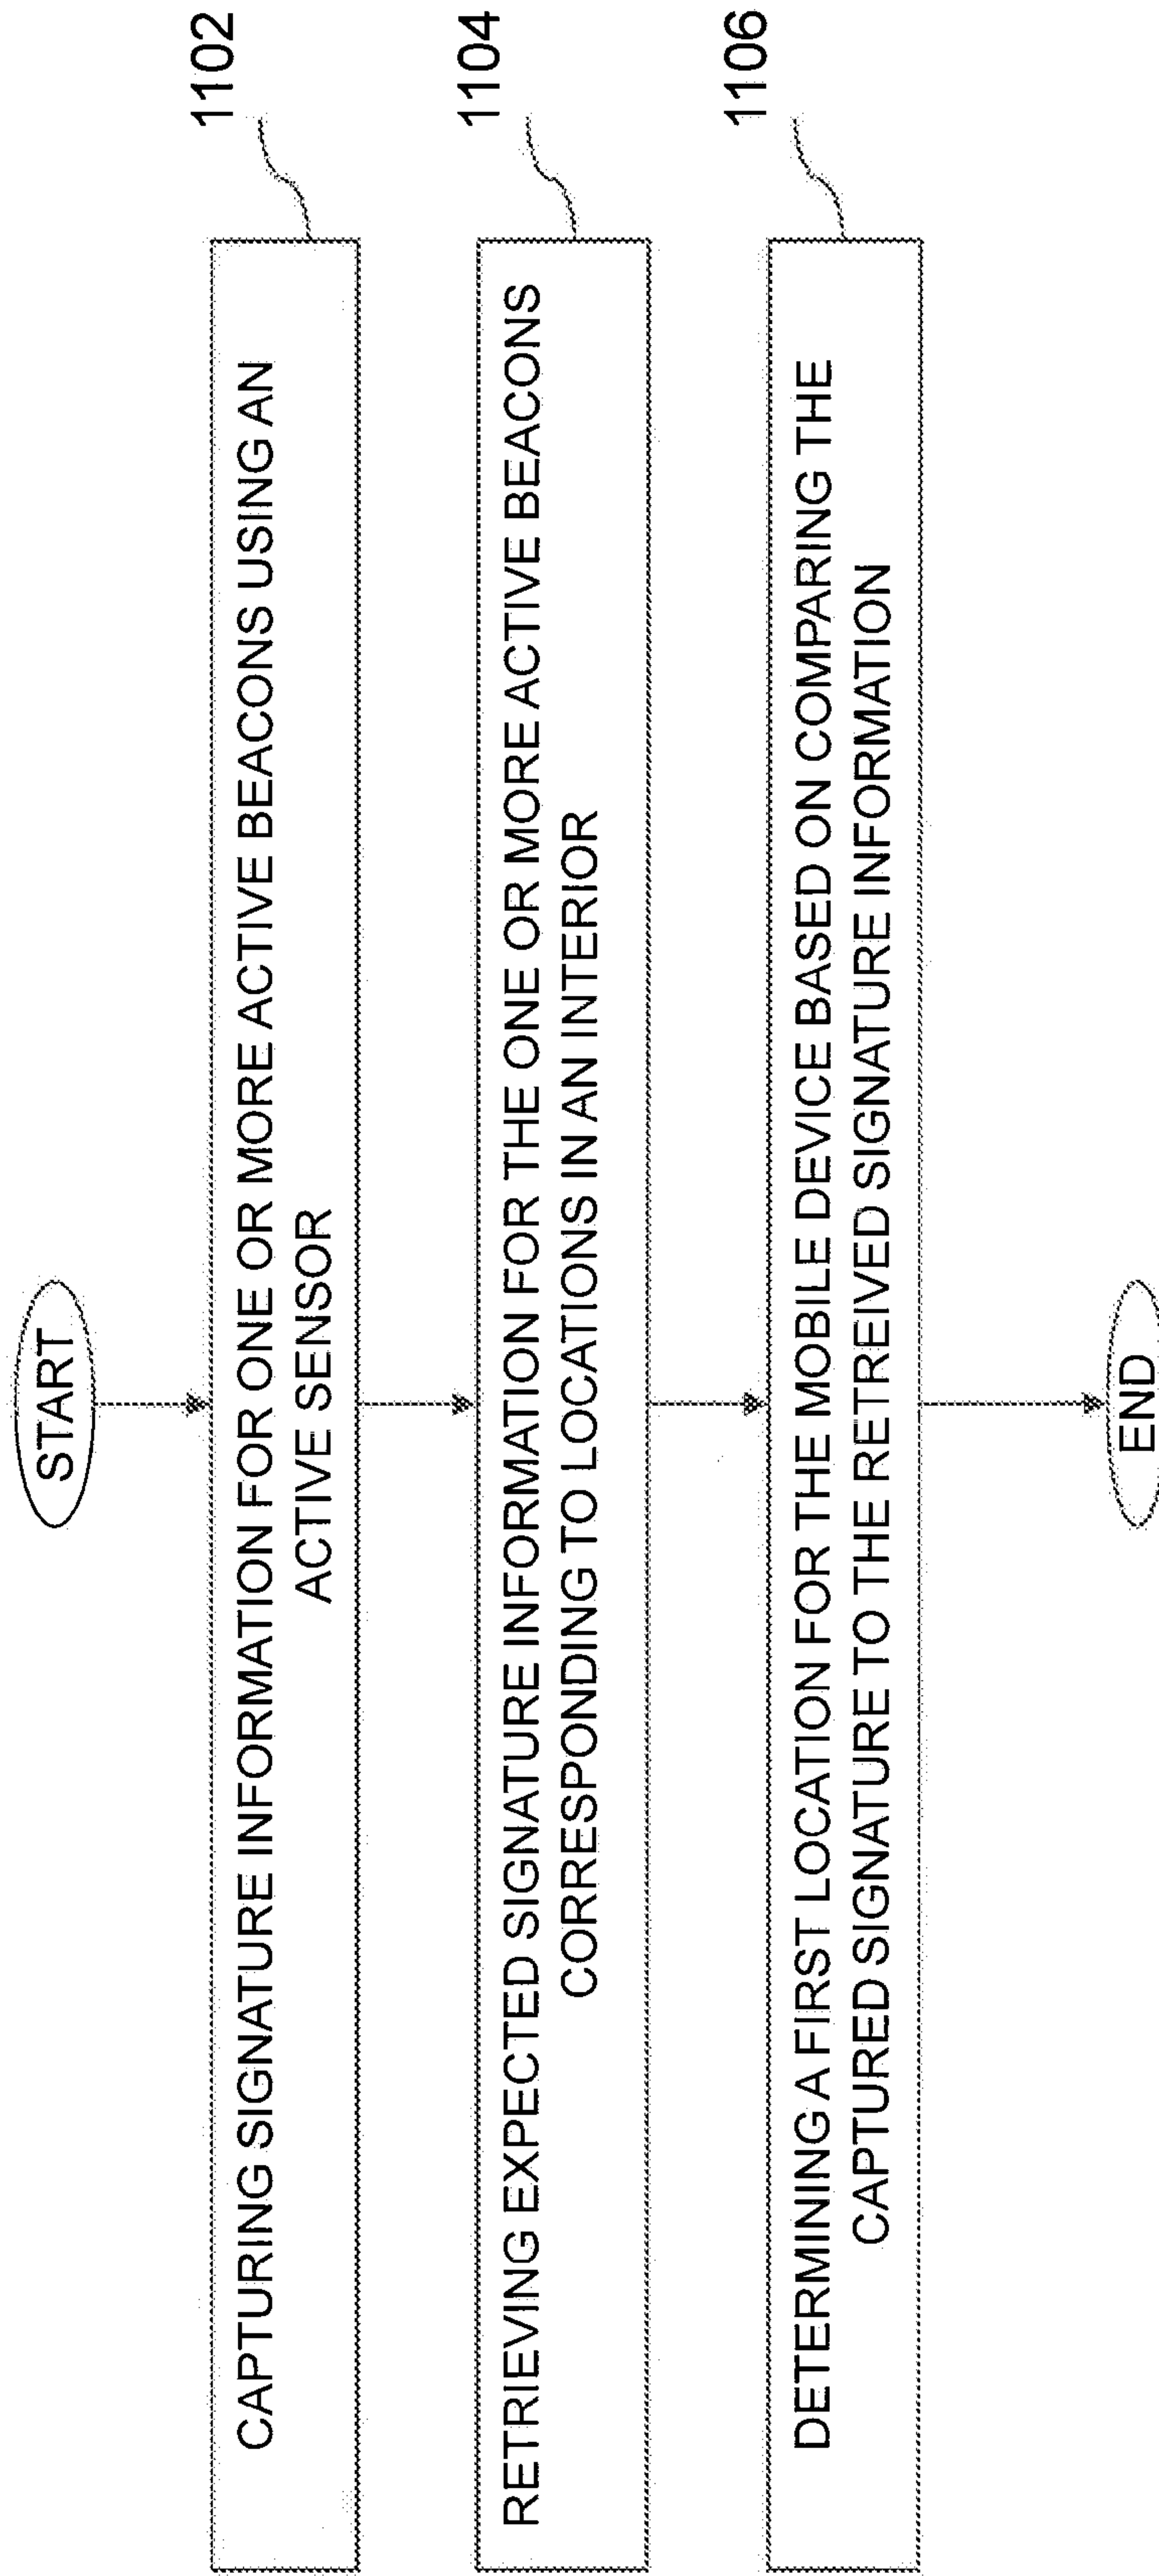 START
CAPTURING SIGNATURE INFORMATION FOR ONE OR MORE ACTIVE BEACONS USING AN
ACTIVE SENSOR
1102
RETRIEVING EXPECTED SIGNATURE INFORMATION FOR THE ONE OR MORE ACTIVE BEACONS
CORRESPONDING TO LOCATIONS IN AN INTERIOR
1104
DETERMINING A FIRST LOCATION FOR THE MOBILE DEVICE BASED ON COMPARING THE
CAPTURED SIGNATURE TO THE RETREIVED SIGNATURE INFORMATION
1106
END